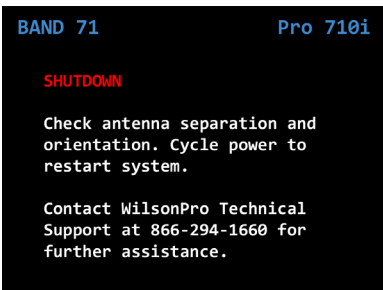 BAND 71 Pro 710i
SHUTDOWN
Check antenna separation and
orientation. Cycle power to
restart system.
Contact WilsonPro Technical
Support at 866-294-1660 for
further assistance.